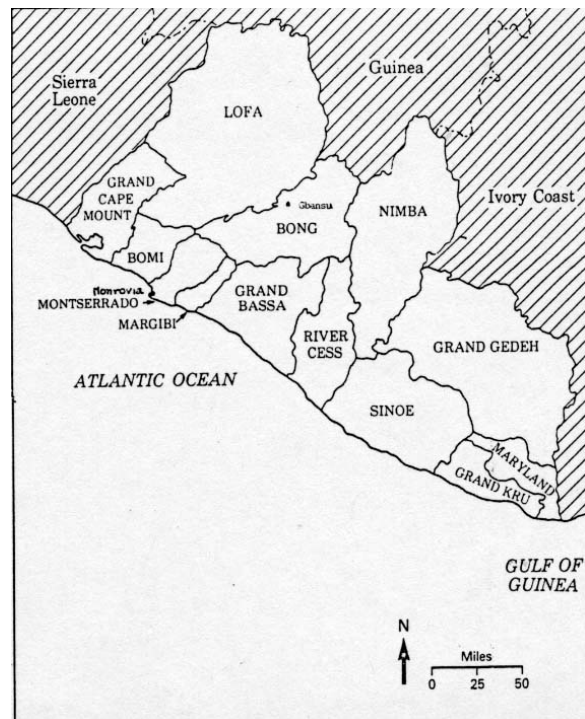 Sierra
Leone
Guinea
LOFA
GRAND
CAPE
MOUNT
Gbansu
BONG
NIMBA
Ivory Coast
BOMI
Monrovia
MONTSERRADO
MARGIBI
GRAND
BASSA
RIVER
CESS
GRAND GEDEH
ATLANTIC OCEAN
SINOE
MARYLAND
GRAND KRU
GULF OF
GUINEA
N
Miles
0 25 50